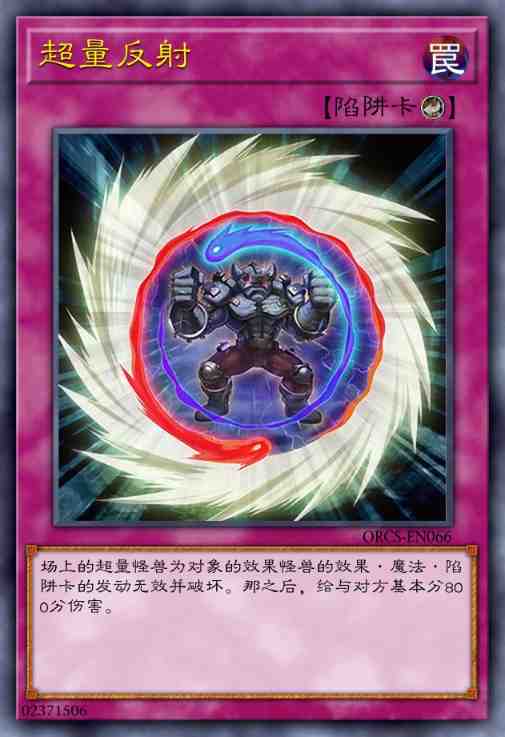 超量反射
罠
【陷阱卡】
ORCS-EN066
场上的超量怪兽为对象的效果怪兽的效果·魔法·陷
阱卡的发动无效并破坏。那之后，给与对方基本分80
0分伤害。
02371506